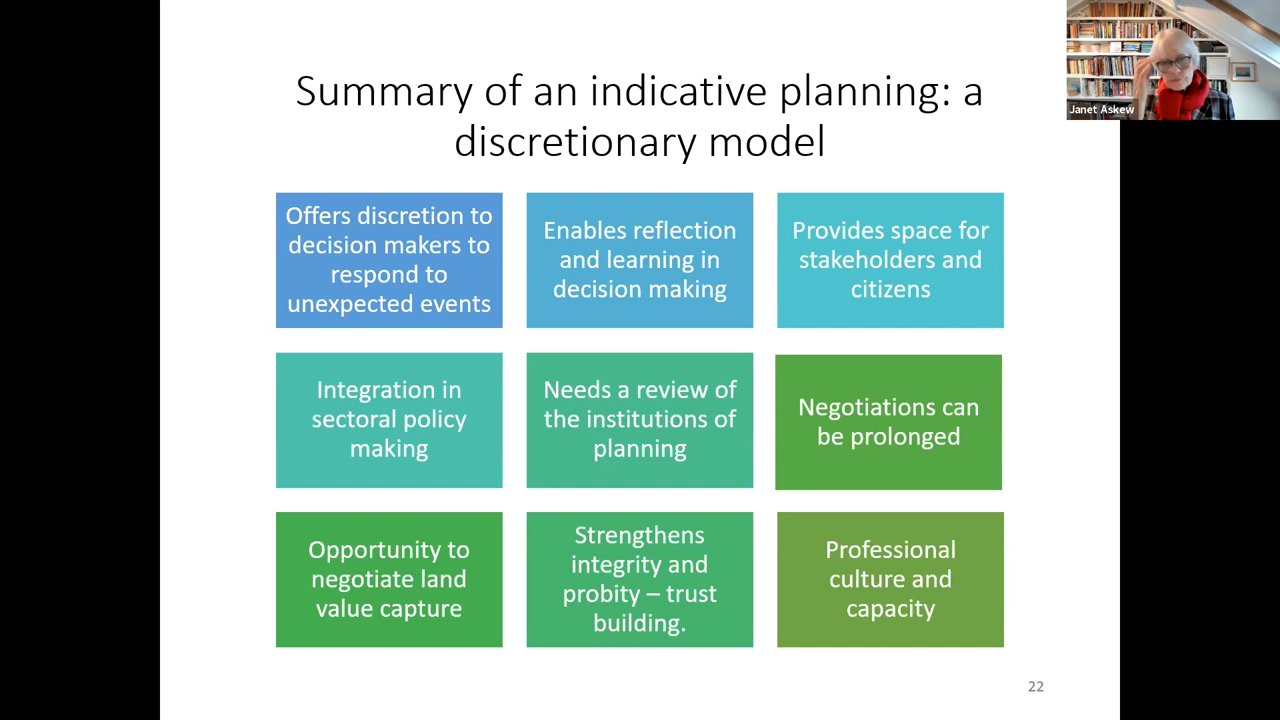 Summary of an indicative planning: a
discretionary model
Janet Askew
Offers discretion to
decision makers to
respond to
unexpected events
Enables reflection
and learning in
decision making
Provides space for
stakeholders and
citizens
Integration in
sectoral policy
making
Needs a review of
the institutions of
planning
Negotiations can
be prolonged
Opportunity to
negotiate land
value capture
Strengthens
integrity and
probity – trust
building.
Professional
culture and
capacity
22